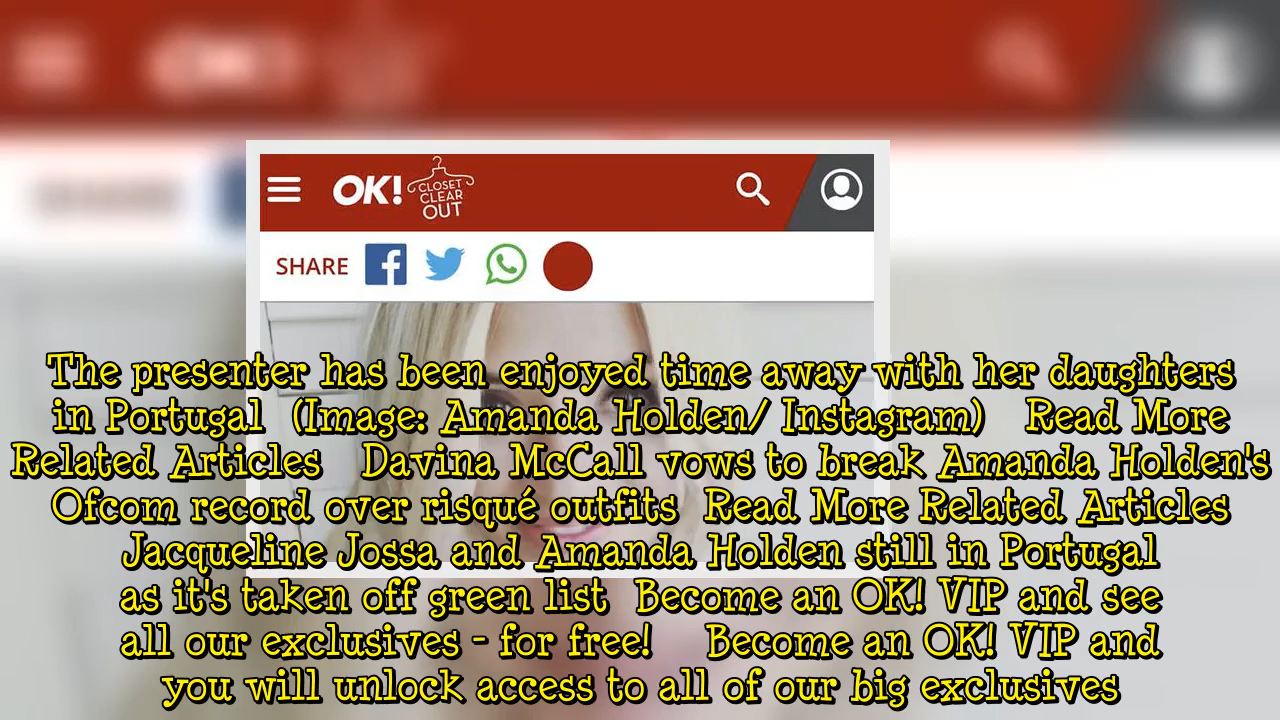 OK! CLOSET
CLEAR
OUT
SHARE
The presenter has been enjoyed time away with her daughters
in Portugal (Image: Amanda Holden/ Instagram) Read More
Related Articles Davina McCall vows to break Amanda Holden's
Ofcom record over risqué outfits Read More Related Articles
Jacqueline Jossa and Amanda Holden still in Portugal
as it's taken off green list Become an OK! VIP and see
all our exclusives - for free! Become an OK! VIP and
you will unlock access to all of our big exclusives